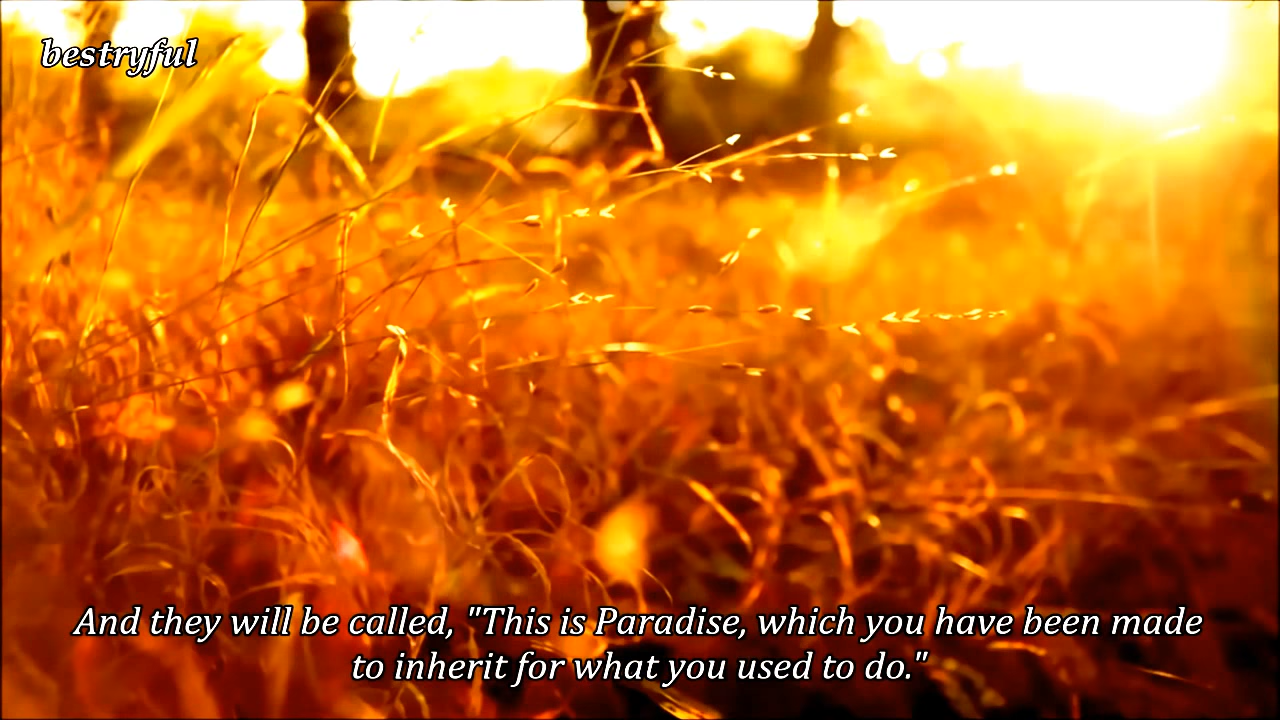 bestryful
And they will be called, "This is Paradise, which you have been made
to inherit for what you used to do."